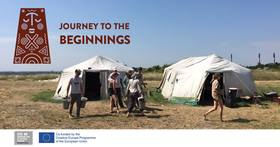 JOURNEY TO THE
BEGINNINGS
Co-funded by the
Creative Europe Programme
of the European Union